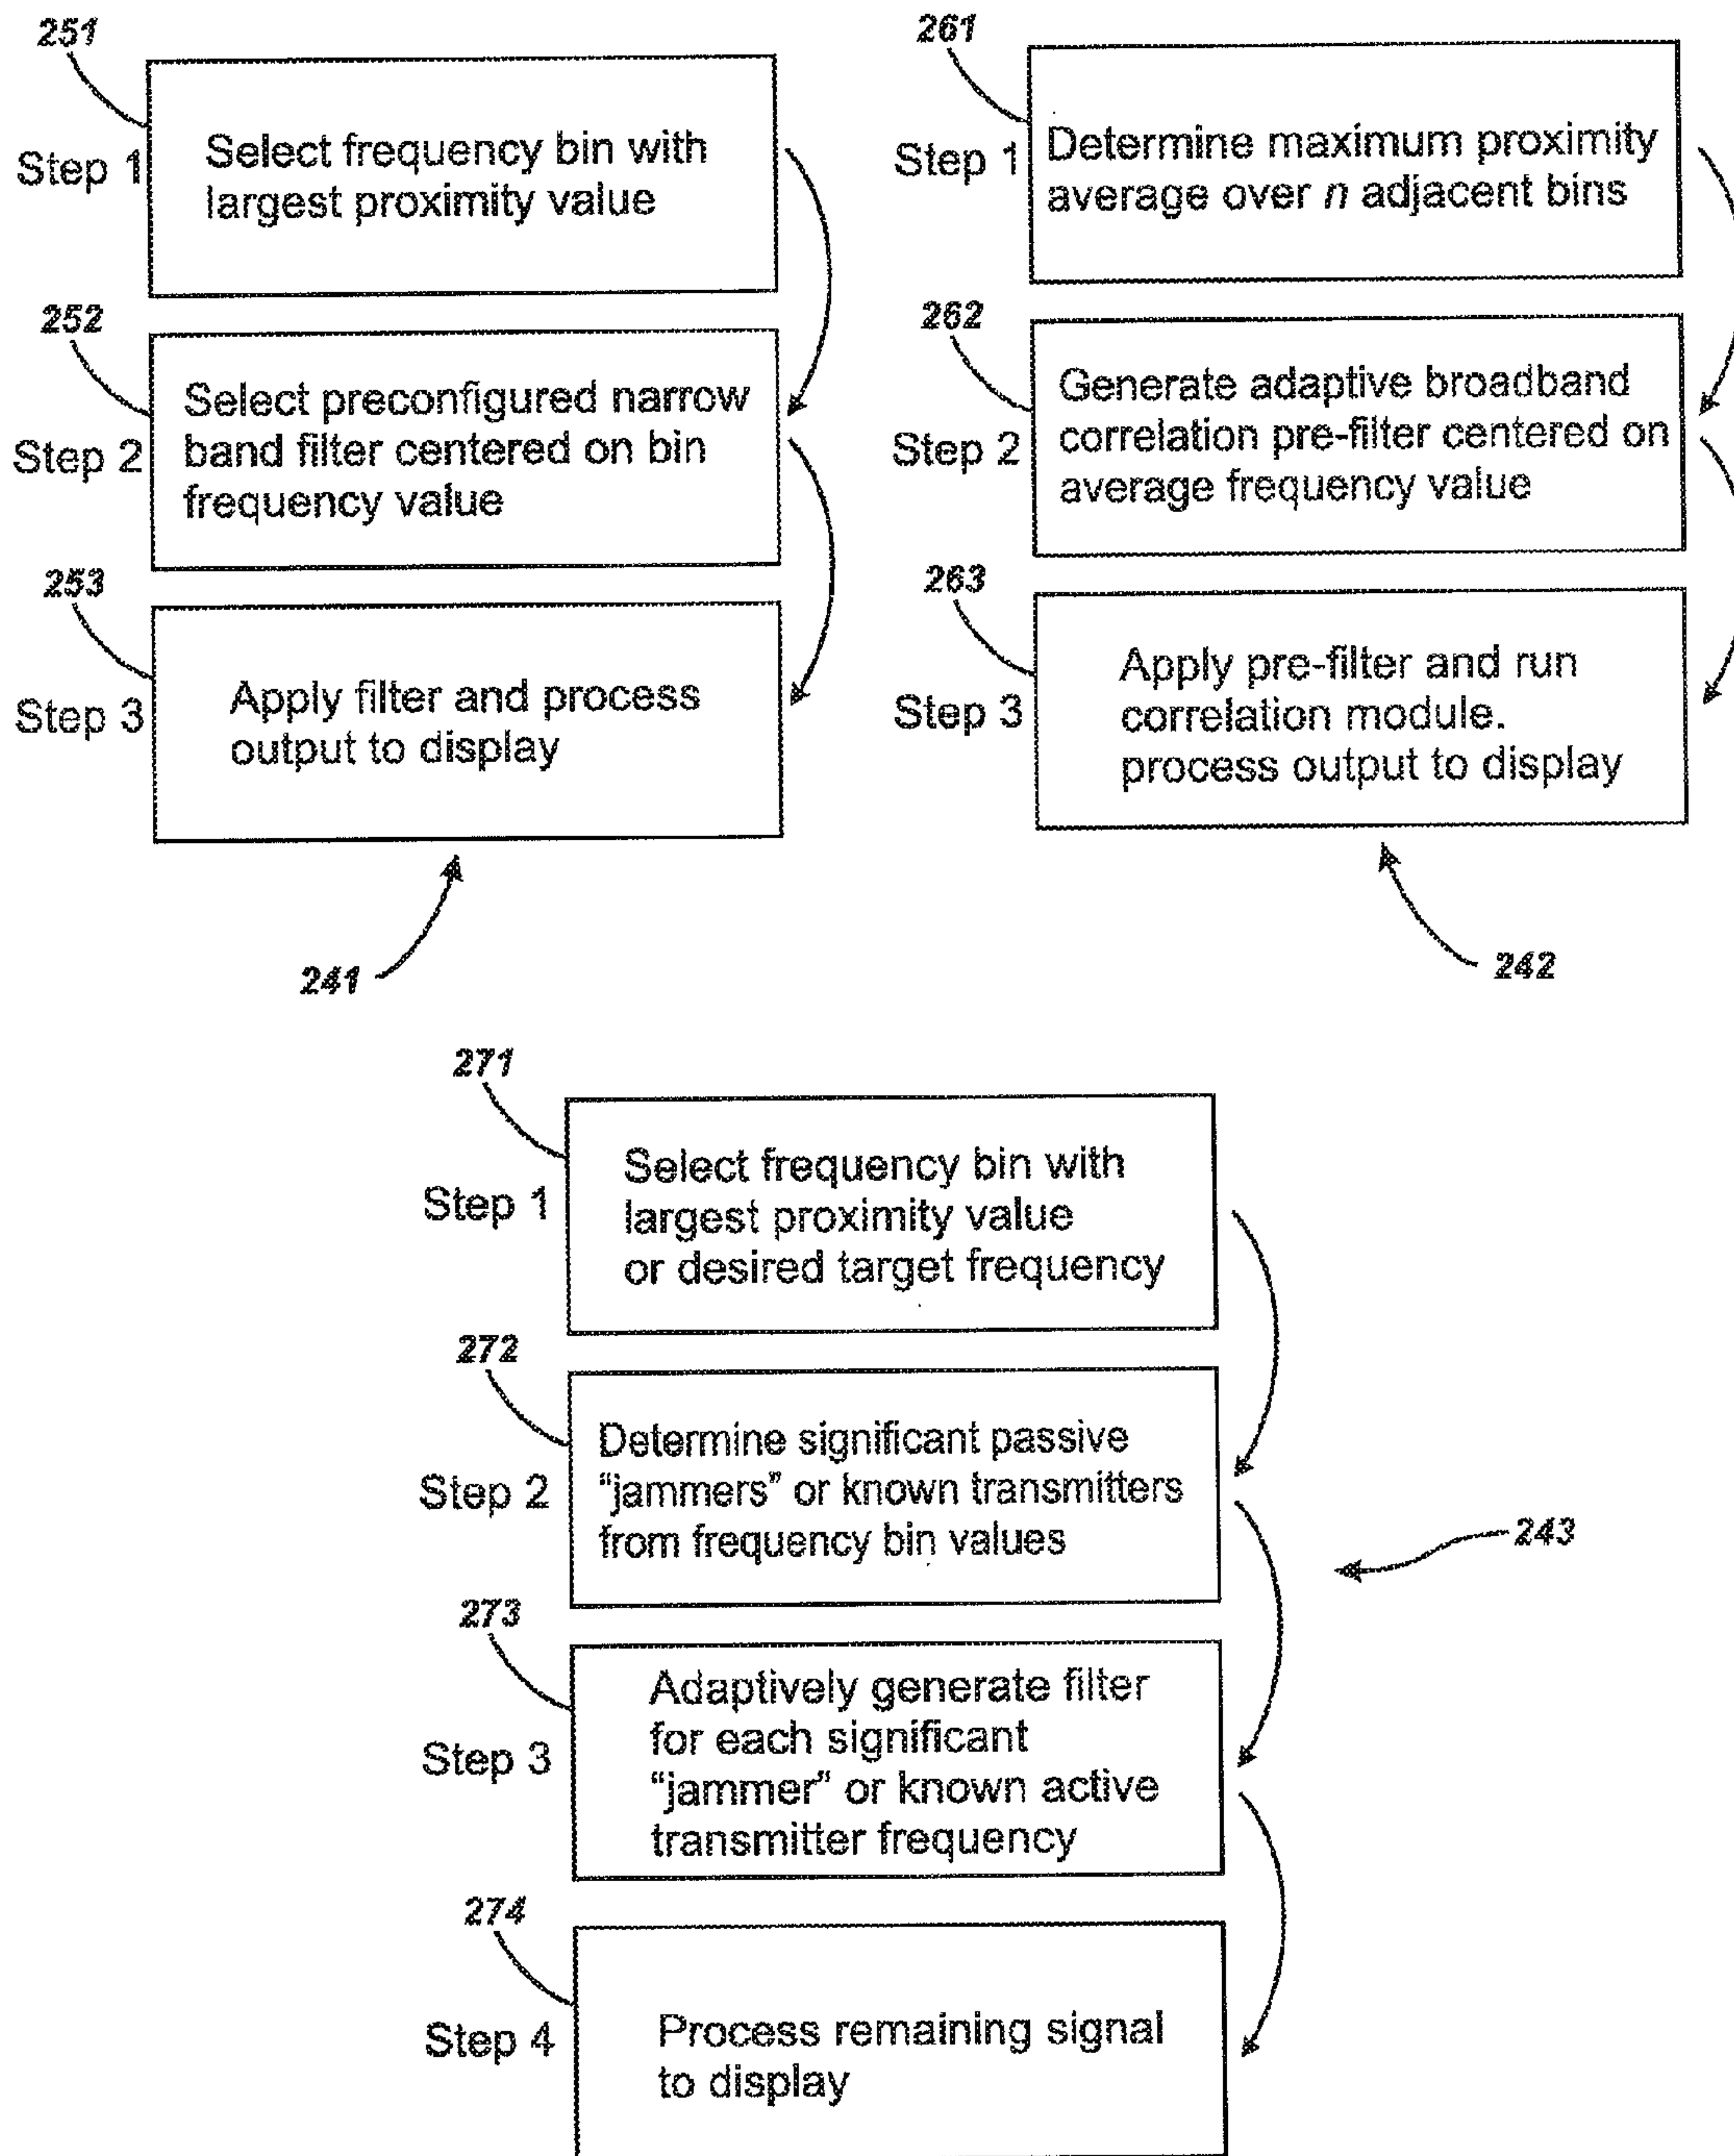 251
Step 1
Select frequency bin with
largest proximity value
252
Step 2
Select preconfigured narrow
band filter centered on bin
frequency value
253
Step 3
Apply filter and process
output to display
241
261
Step 1
Determine maximum proximity
average over n adjacent bins
262
Step 2
Generate adaptive broadband
correlation pre-filter centered on
average frequency value
263
Step 3
Apply pre-filter and run
correlation module.
process output to display
242
271
Step 1
Select frequency bin with
largest proximity value
or desired target frequency
272
Step 2
Determine significant passive
“jammers” or known transmitters
from frequency bin values
243
273
Step 3
Adaptively generate filter
for each significant
“jammer” or known active
transmitter frequency
274
Step 4
Process remaining signal
to display